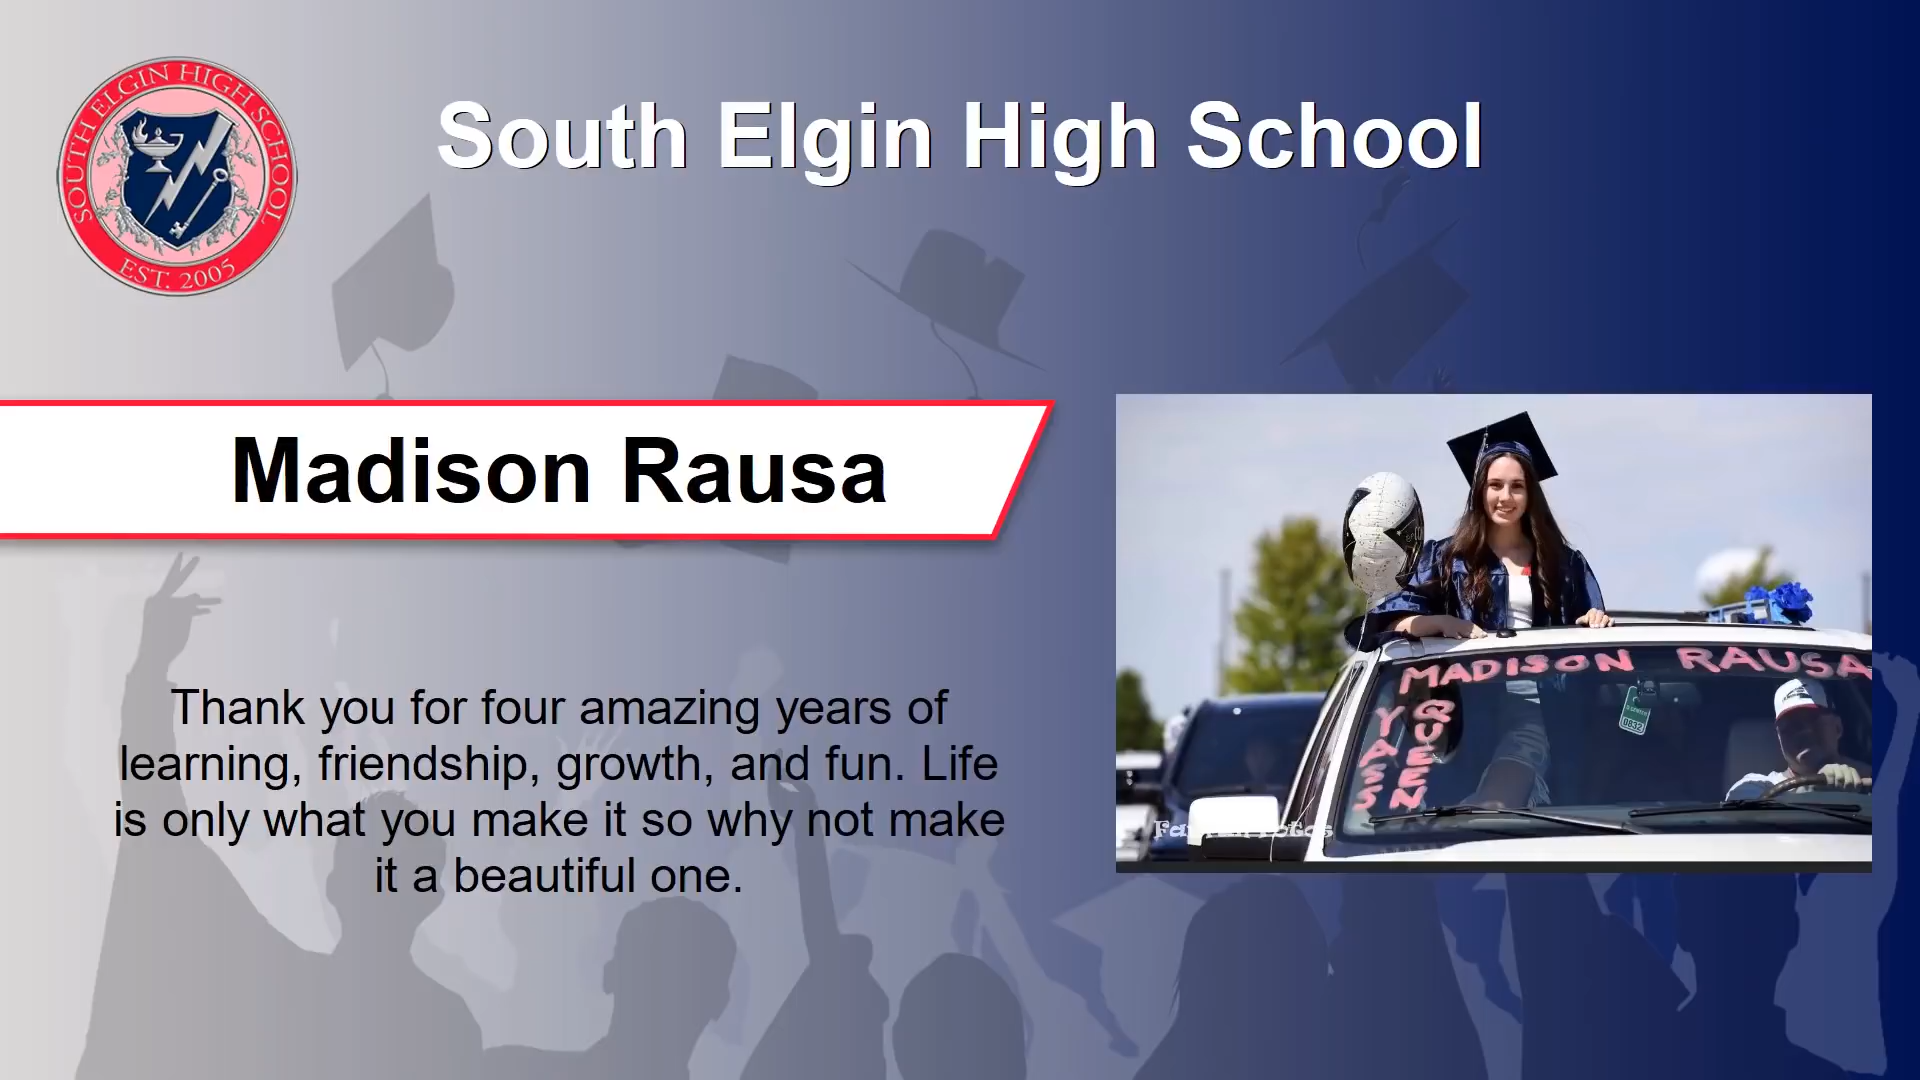 SOUTH ELGIN HIGH SCHOOL
EST. 2005
South Elgin High School
Madison Rausa
Thank you for four amazing years of
learning, friendship, growth, and fun. Life
is only what you make it so why not make
it a beautiful one.
MADISON RAUSA
YASS
QUEEN
0632